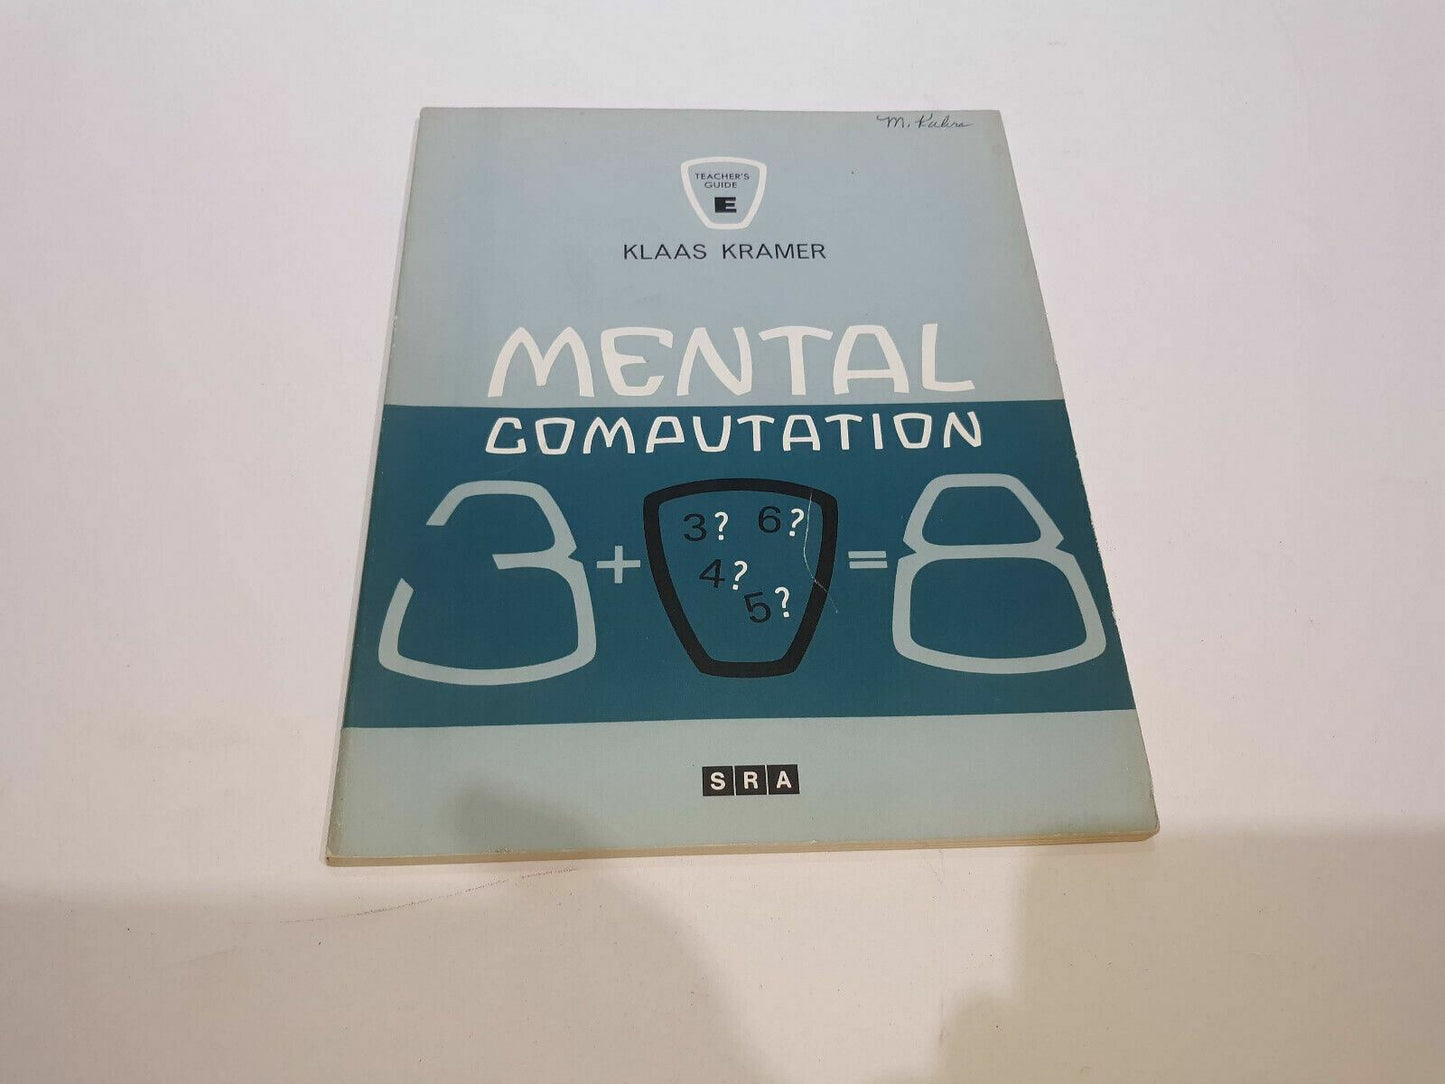 M.
TEACHER'S
GUIDE
E
KLAAS KRAMER
MENTAL
COMPUTATION
3 + 3? 6? 4? 5? = 8
SRA